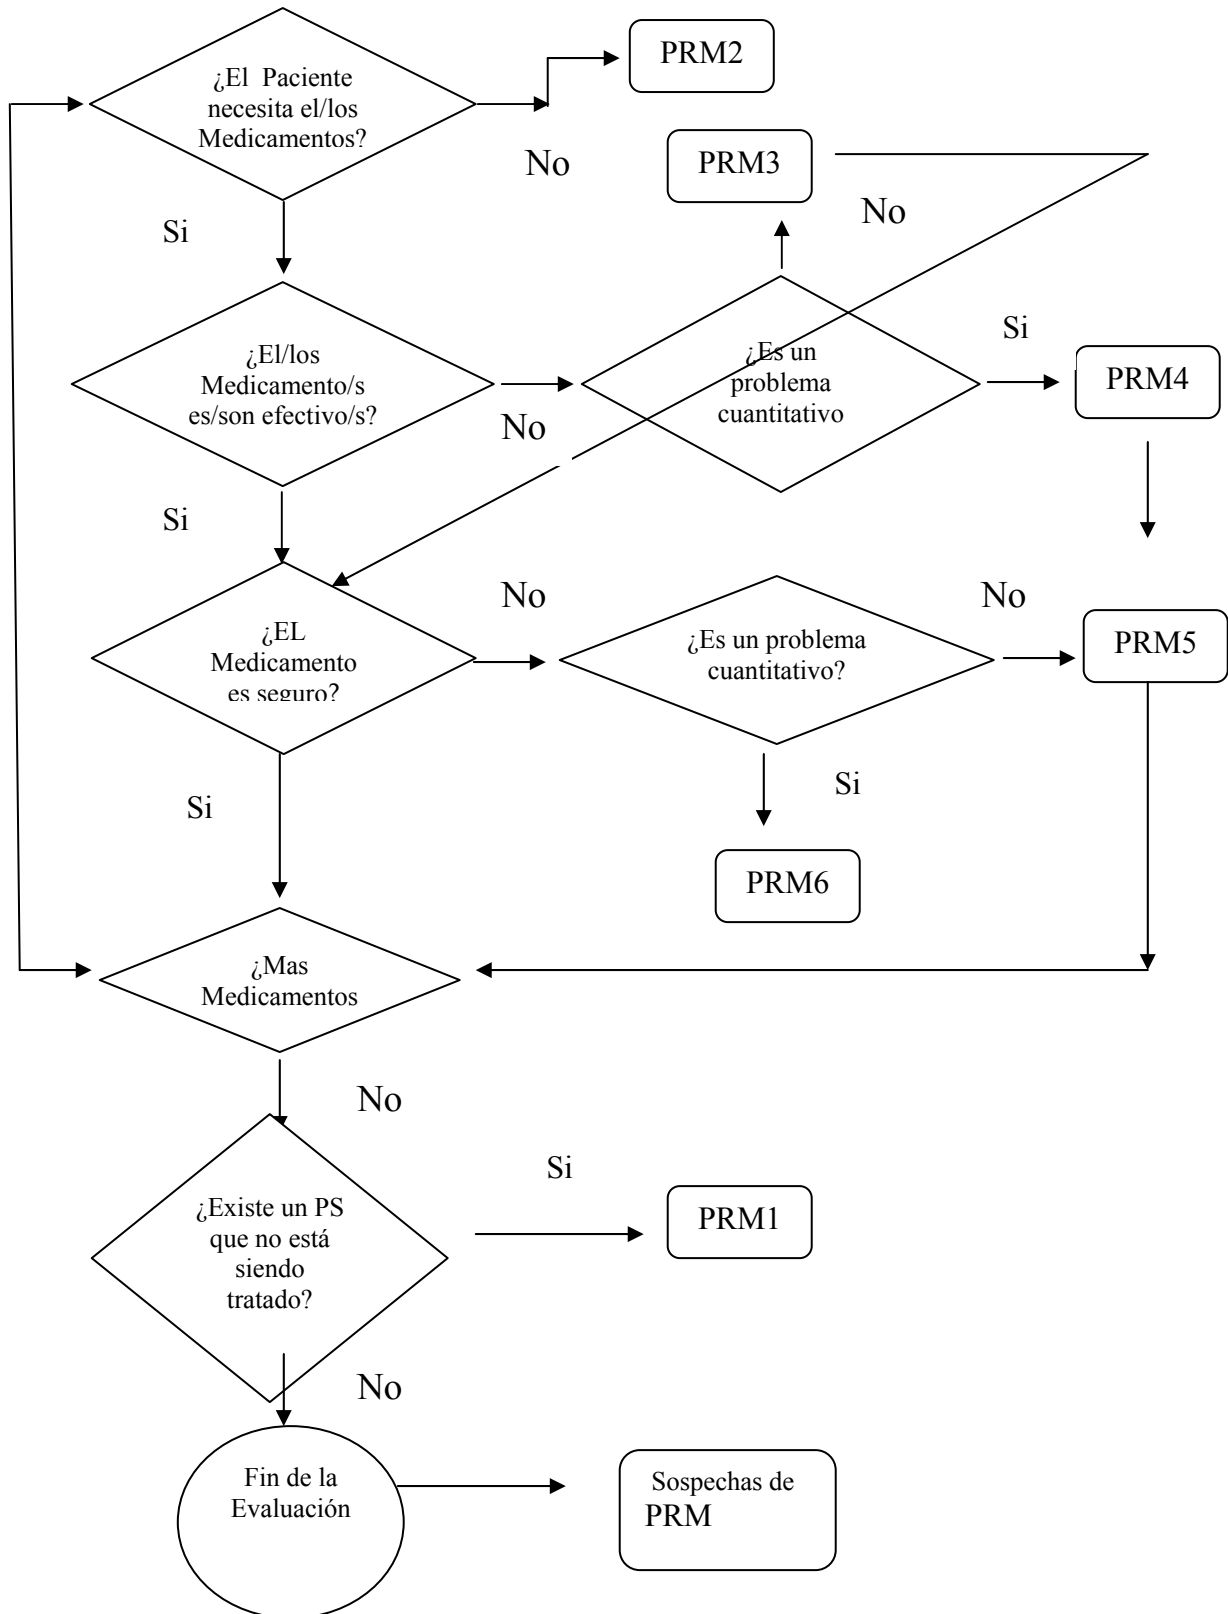 ¿El Paciente
necesita el/los
Medicamentos?
PRM2
No
PRM3
No
Si
¿El/los
Medicamento/s
es/son efectivo/s?
No
¿Es un
problema
cuantitativo
Si
PRM4
Si
¿EL
Medicamento
es seguro?
No
¿Es un problema
cuantitativo?
No
PRM5
Si
Si
PRM6
¿Mas
Medicamentos
No
¿Existe un PS
que no está
siendo
tratado?
Si
PRM1
No
Fin de la
Evaluación
Sospechas de
PRM